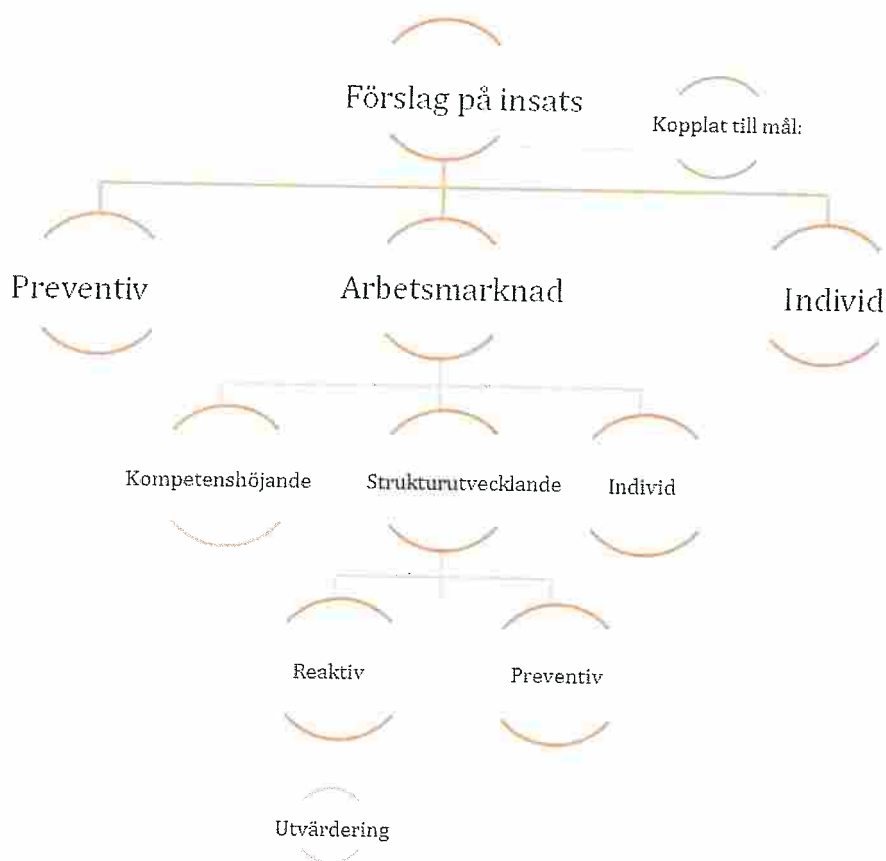 Förslag på insats
Kopplat till mål:
Preventiv
Arbetsmarknad
Individ
Kompetenshöjande
Strukturutvecklande
Individ
Reaktiv
Preventiv
Utvärdering